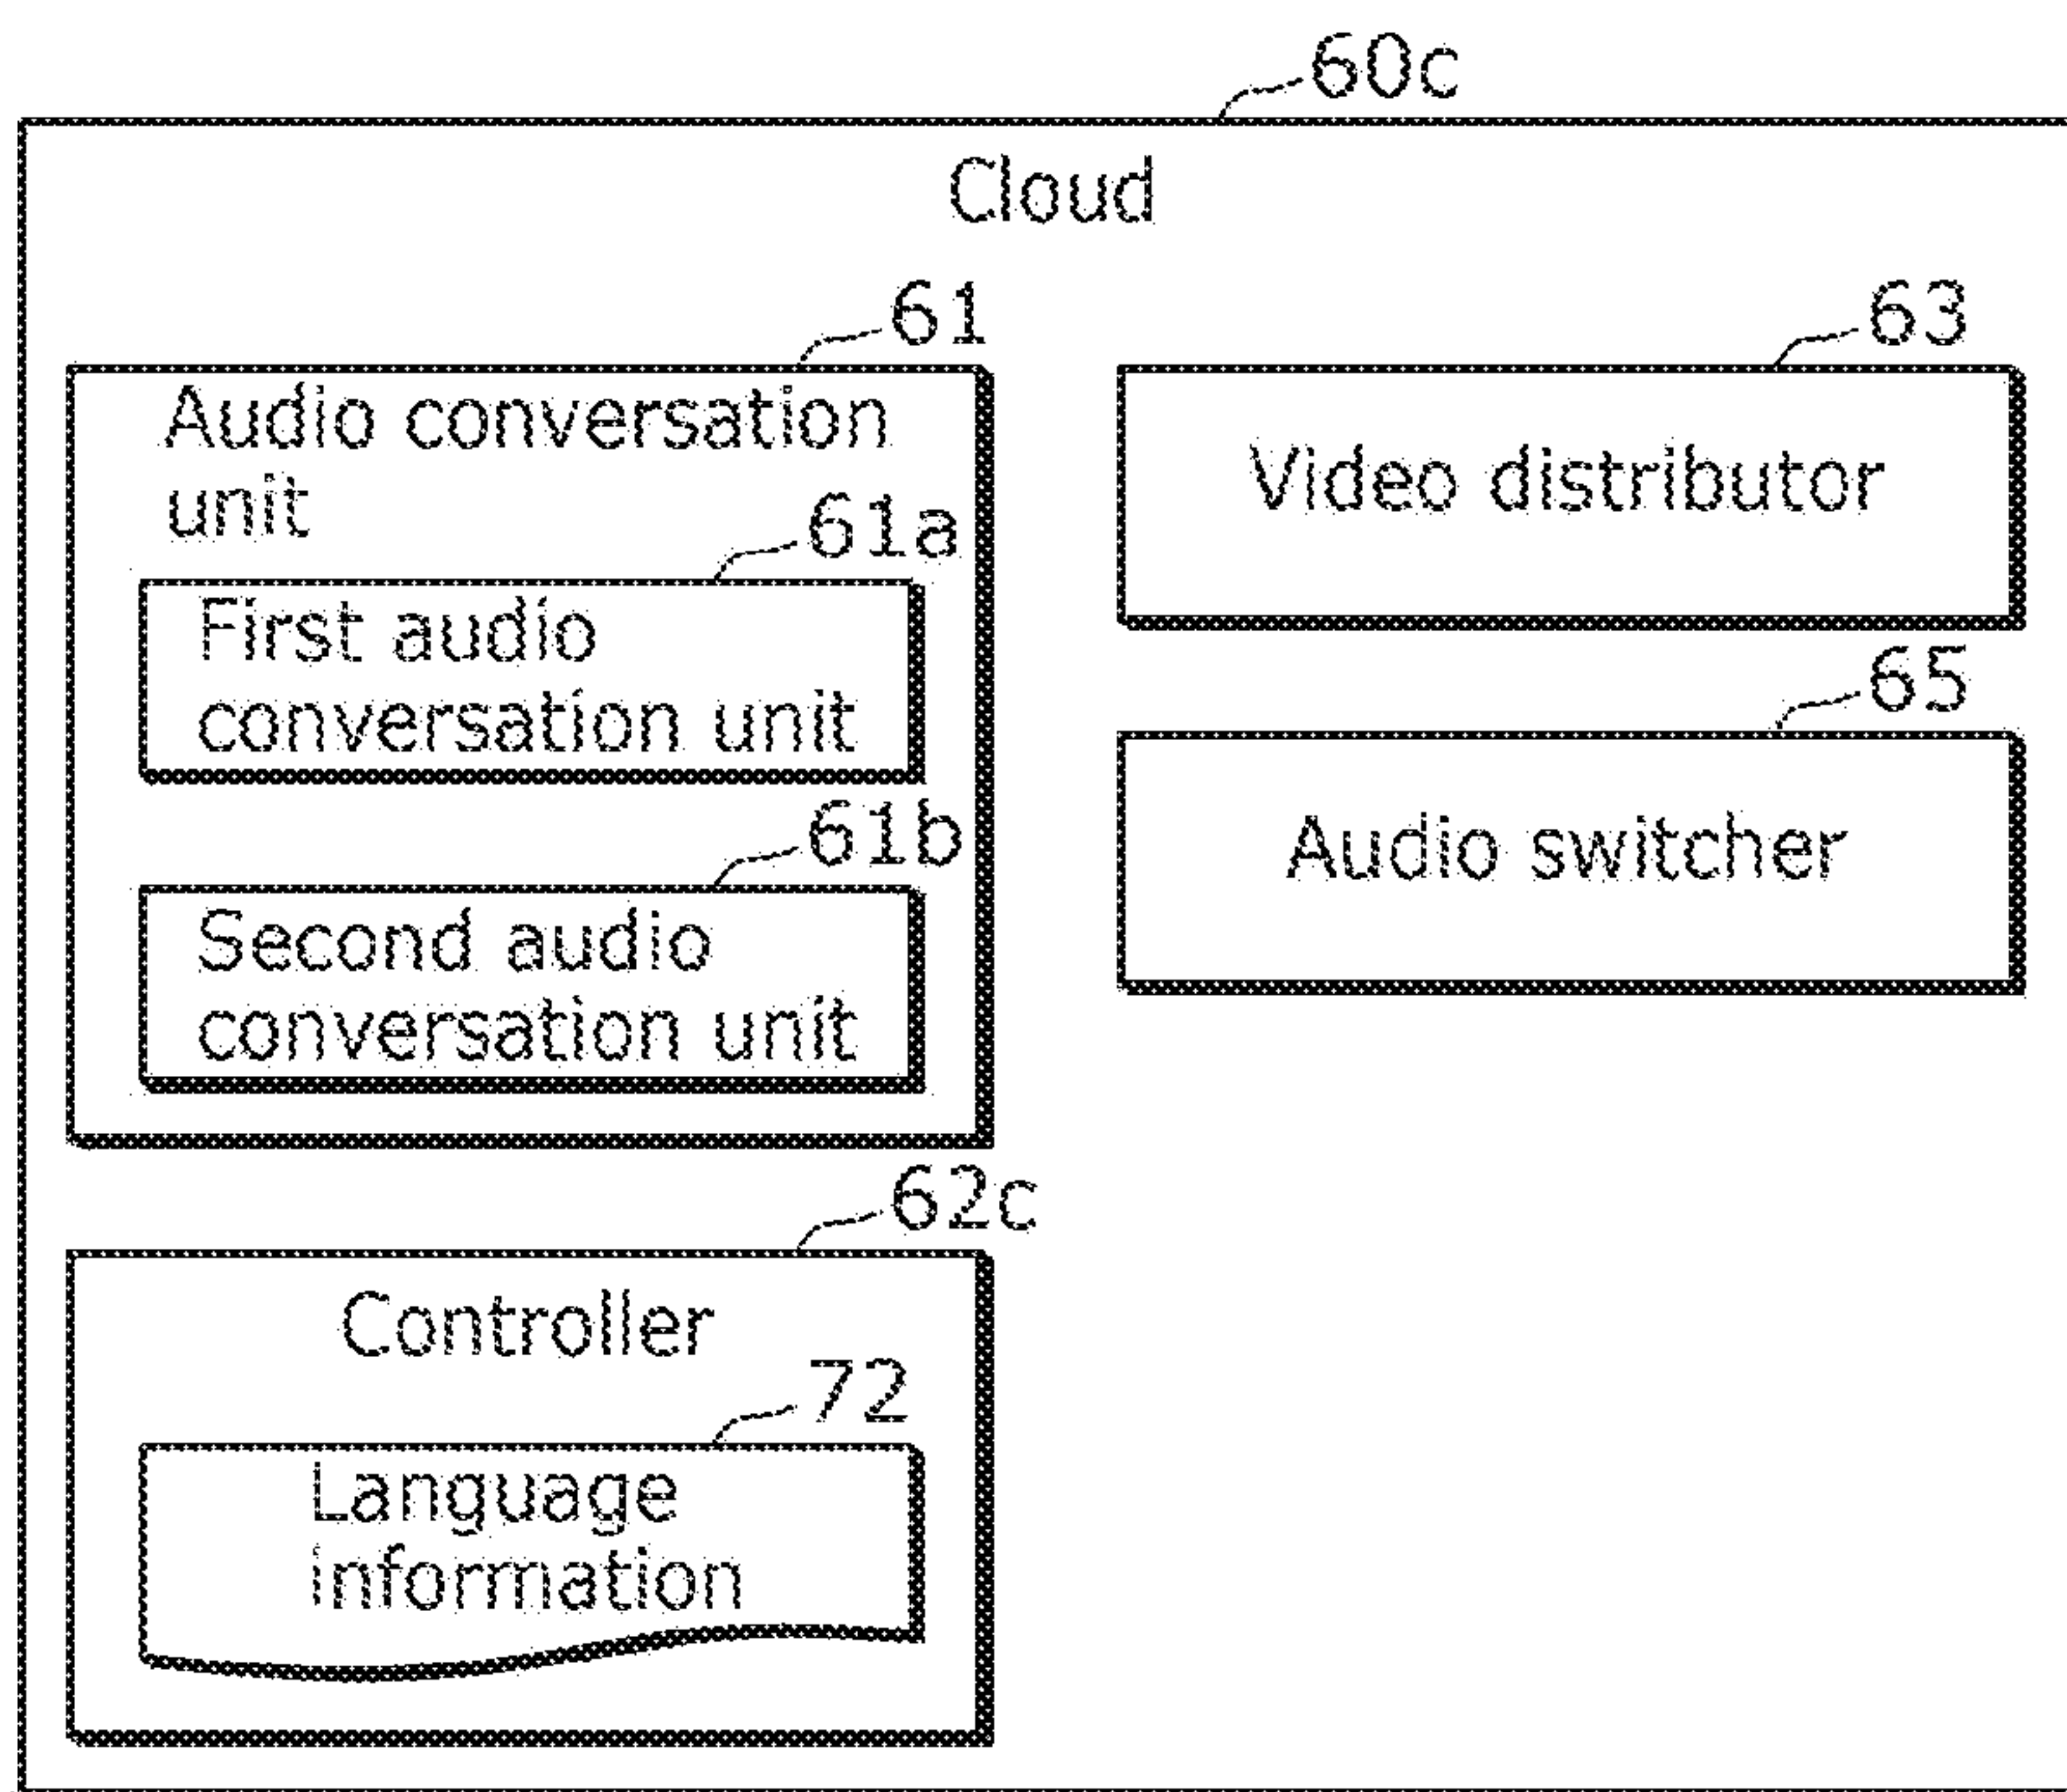 60c
Cloud
61
Audio conversation
unit
61a
First audio
conversation unit
61b
Second audio
conversation unit
62c
Controller
72
Language
information
63
Video distributor
65
Audio switcher